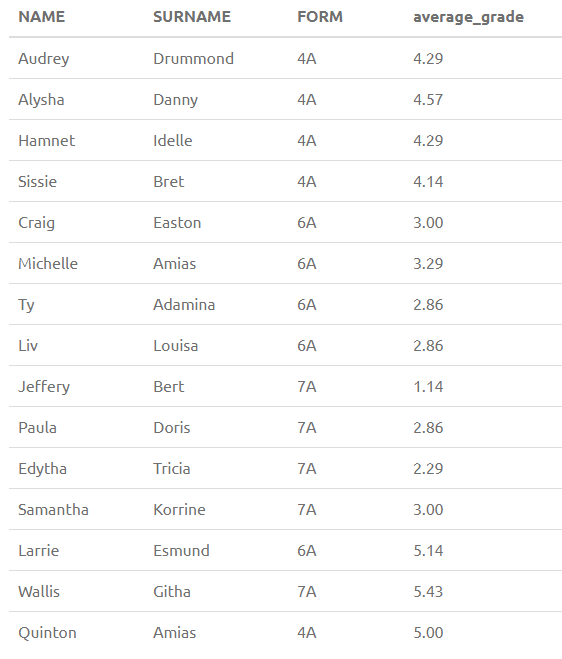 NAME SURNAME FORM average_grade
Audrey Drummond 4A 4.29
Alysha Danny 4A 4.57
Hamnet Idelle 4A 4.29
Sissie Bret 4A 4.14
Craig Easton 6A 3.00
Michelle Amias 6A 3.29
Ty Adamina 6A 2.86
Liv Louisa 6A 2.86
Jeffery Bert 7A 1.14
Paula Doris 7A 2.86
Edytha Tricia 7A 2.29
Samantha Korrine 7A 3.00
Larrie Esmund 6A 5.14
Wallis Githa 7A 5.43
Quinton Amias 4A 5.00